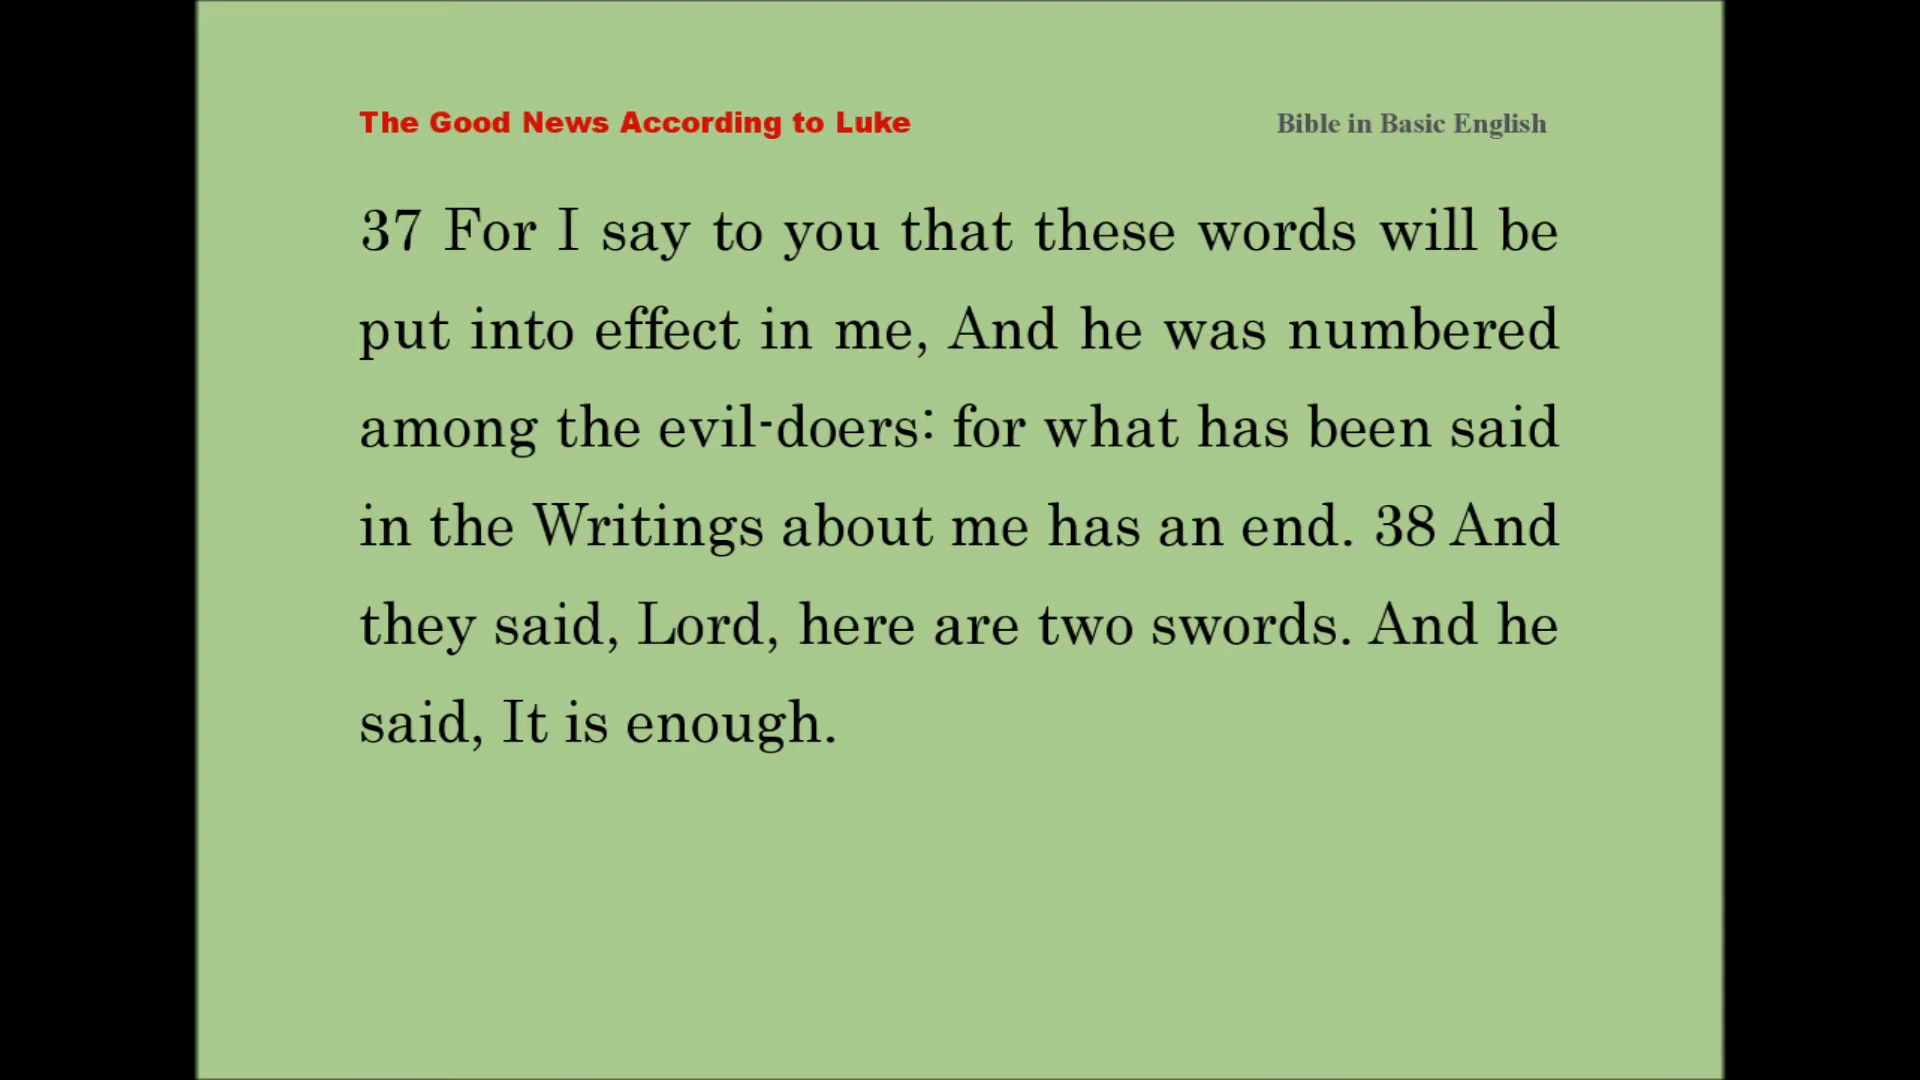 The Good News According to Luke Bible in Basic English
37 For I say to you that these words will be
put into effect in me, And he was numbered
among the evil-doers: for what has been said
in the Writings about me has an end. 38 And
they said, Lord, here are two swords. And he
said, It is enough.